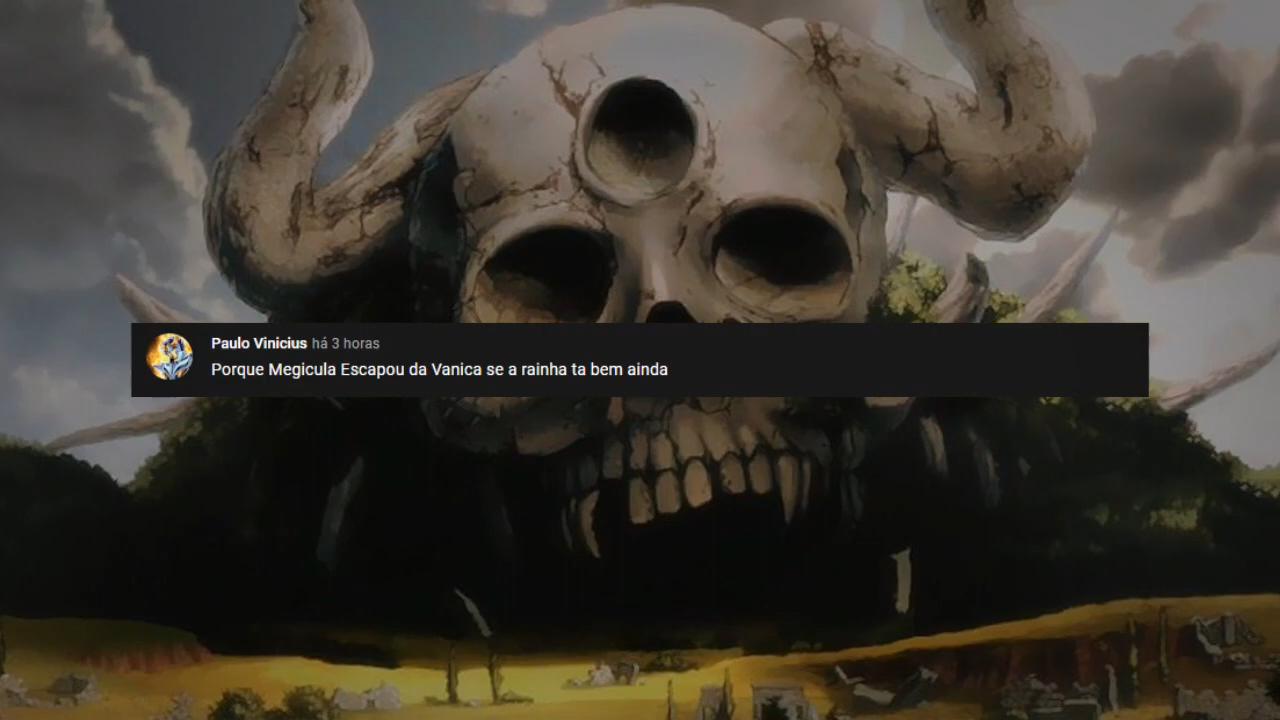 Paulo Vinicius há 3 horas
Porque Megicula Escapou da Vanica se a rainha ta bem ainda